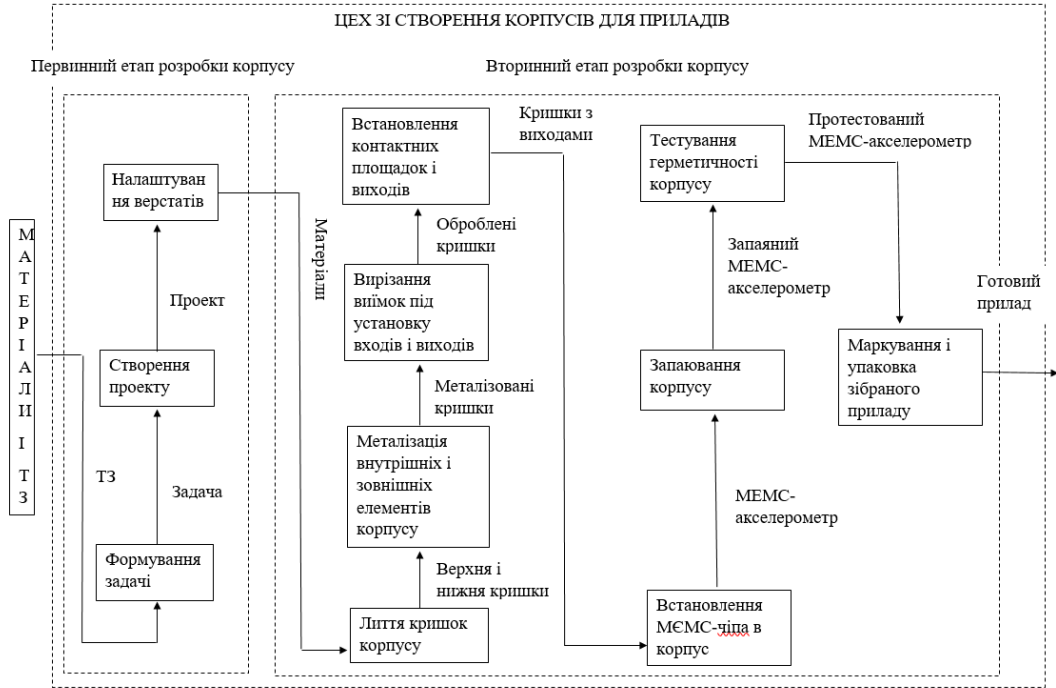 ЦЕХ ЗІ СТВОРЕННЯ КОРПУСІВ ДЛЯ ПРИЛАДІВ
Первинний етап розробки корпусу
Вторинний етап розробки корпусу
МАТЕРІАЛИ І ТЗ
ТЗ
Формування
задачі
Задача
Створення
проекту
Проект
Налаштуван
ня верстатів
Матеріали
Лиття кришок
корпусу
Верхня і
нижня кришки
Металізація
внутрішніх і
зовнішніх
елементів
корпусу
Металізовані
кришки
Вирізання
виїмок під
установку
входів і виходів
Оброблені
кришки
Встановлення
контактних
площадок і
виходів
Кришки з
виходами
Встановлення
МЄМС-чіпа в
корпус
МЕМС-
акселерометр
Запаювання
корпусу
Запаяний
МЕМС-
акселерометр
Тестування
герметичності
корпусу
Протестований
МЕМС-акселерометр
Маркування і
упаковка
зібраного
приладу
Готовий
прилад